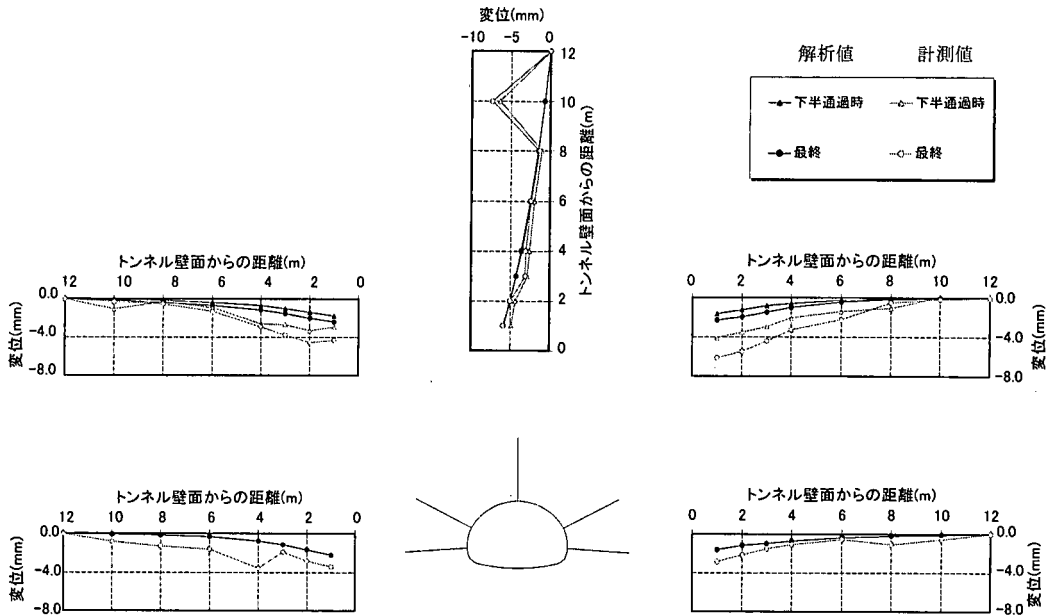 変位(mm)
-10 -5 0
12
10
8
6
4
2
0
トンネル壁面からの距離(m)
解析値 計測値
下半通過時 下半通過時
最終 最終
トンネル壁面からの距離(m)
12 10 8 6 4 2 0
0.0
-4.0
-8.0
変位(mm)
トンネル壁面からの距離(m)
0 2 4 6 8 10 12
0.0
-4.0
-8.0
変位(mm)
トンネル壁面からの距離(m)
12 10 8 6 4 2 0
0.0
-4.0
-8.0
変位(mm)
トンネル壁面からの距離(m)
0 2 4 6 8 10 12
0.0
-4.0
-8.0
変位(mm)